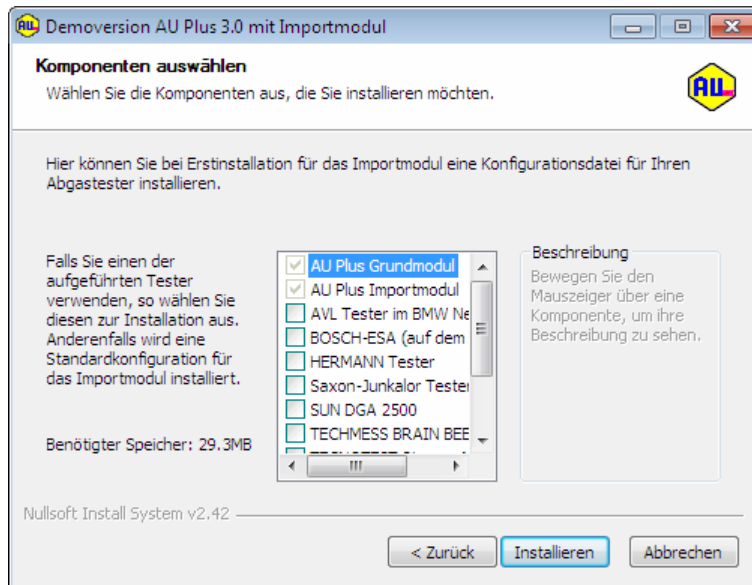 Demoversion AU Plus 3.0 mit Importmodul
Komponenten auswählen
Wählen Sie die Komponenten aus, die Sie installieren möchten.
AU
Hier können Sie bei Erstinstallation für das Importmodul eine Konfigurationsdatei für Ihren
Abgastester installieren.
Falls Sie einen der
aufgeführten Tester
verwenden, so wählen Sie
diesen zur Installation aus.
Anderenfalls wird eine
Standardkonfiguration für
das Importmodul installiert.
Benötigter Speicher: 29.3MB
AU Plus Grundmodul
AU Plus Importmodul
AVL Tester im BMW Ne
BOSCH-ESA (auf dem
HERMANN Tester
Saxon-Junkalor Tester
SUN DGA 2500
TECHMESS BRAIN BEE
Beschreibung
Bewegen Sie den
Mauszeiger über eine
Komponente, um ihre
Beschreibung zu sehen.
Nullsoft Install System v2.42
< Zurück
Installieren
Abbrechen